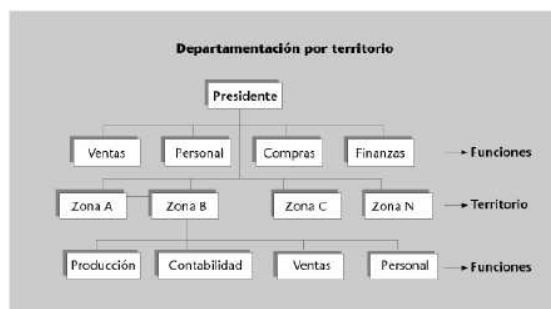 Departamentación por territorio
Presidente
Ventas Personal Compras Finanzas → Funciones
Zona A Zona B Zona C Zona N → Territorio
Producción Contabilidad Ventas Personal → Funciones